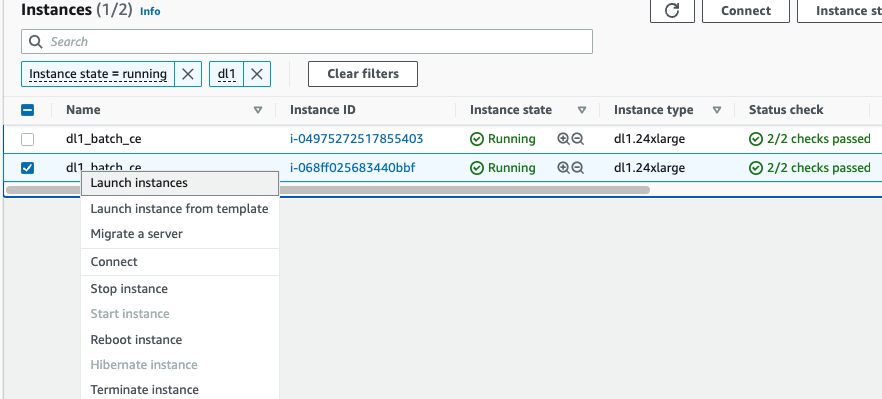 Instances (1/2) Info
Connect
Instance st
Search
Instance state = running
dl1
Clear filters
Name Instance ID Instance state Instance type Status check
dl1_batch_ce i-04975272517855403 Running dl1.24xlarge 2/2 checks passed
dl1_batch_ce i-068ff025683440bbf Running dl1.24xlarge 2/2 checks passed
Launch instances
Launch instance from template
Migrate a server
Connect
Stop instance
Start instance
Reboot instance
Hibernate instance
Terminate instance